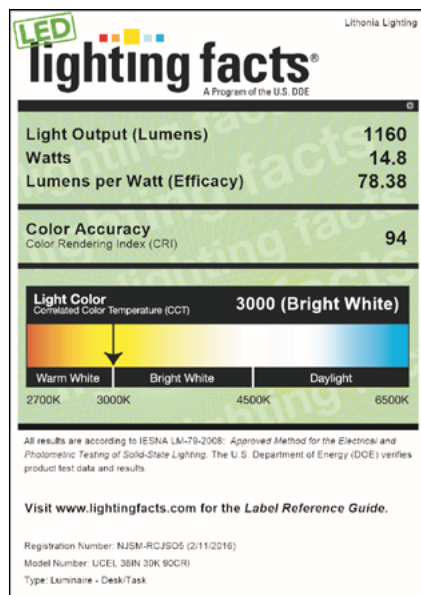 Lithonia Lighting
LED
lighting facts®
A Program of the U.S. DOE
Light Output (Lumens) 1160
Watts 14.8
Lumens per Watt (Efficacy) 78.38
Color Accuracy
Color Rendering Index (CRI) 94
Light Color
Correlated Color Temperature (CCT) 3000 (Bright White)
Warm White Bright White Daylight
2700K 3000K 4500K 6500K
All results are according to IESNA LM-79-2008: Approved Method for the Electrical and
Photometric Testing of Solid-State Lighting. The U.S. Department of Energy (DOE) verifies
product test data and results.
Visit www.lightingfacts.com for the Label Reference Guide.
Registration Number: NJSM-RCJSO5 (2/11/2016)
Model Number: UCEL 36IN 30K 90CRI
Type: Luminaire - Desk/Task